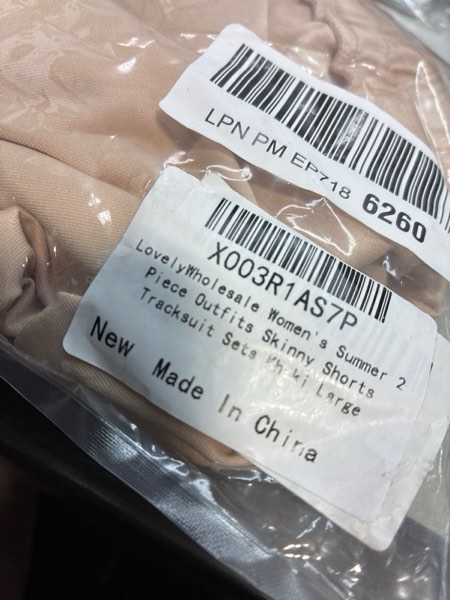 LPN PM EP718 6260
X003R1AS7P
LovelyWholesale Women's Summer 2
Piece Outfits Skinny Shorts
Tracksuit Sets Khaki Large
New Made In China